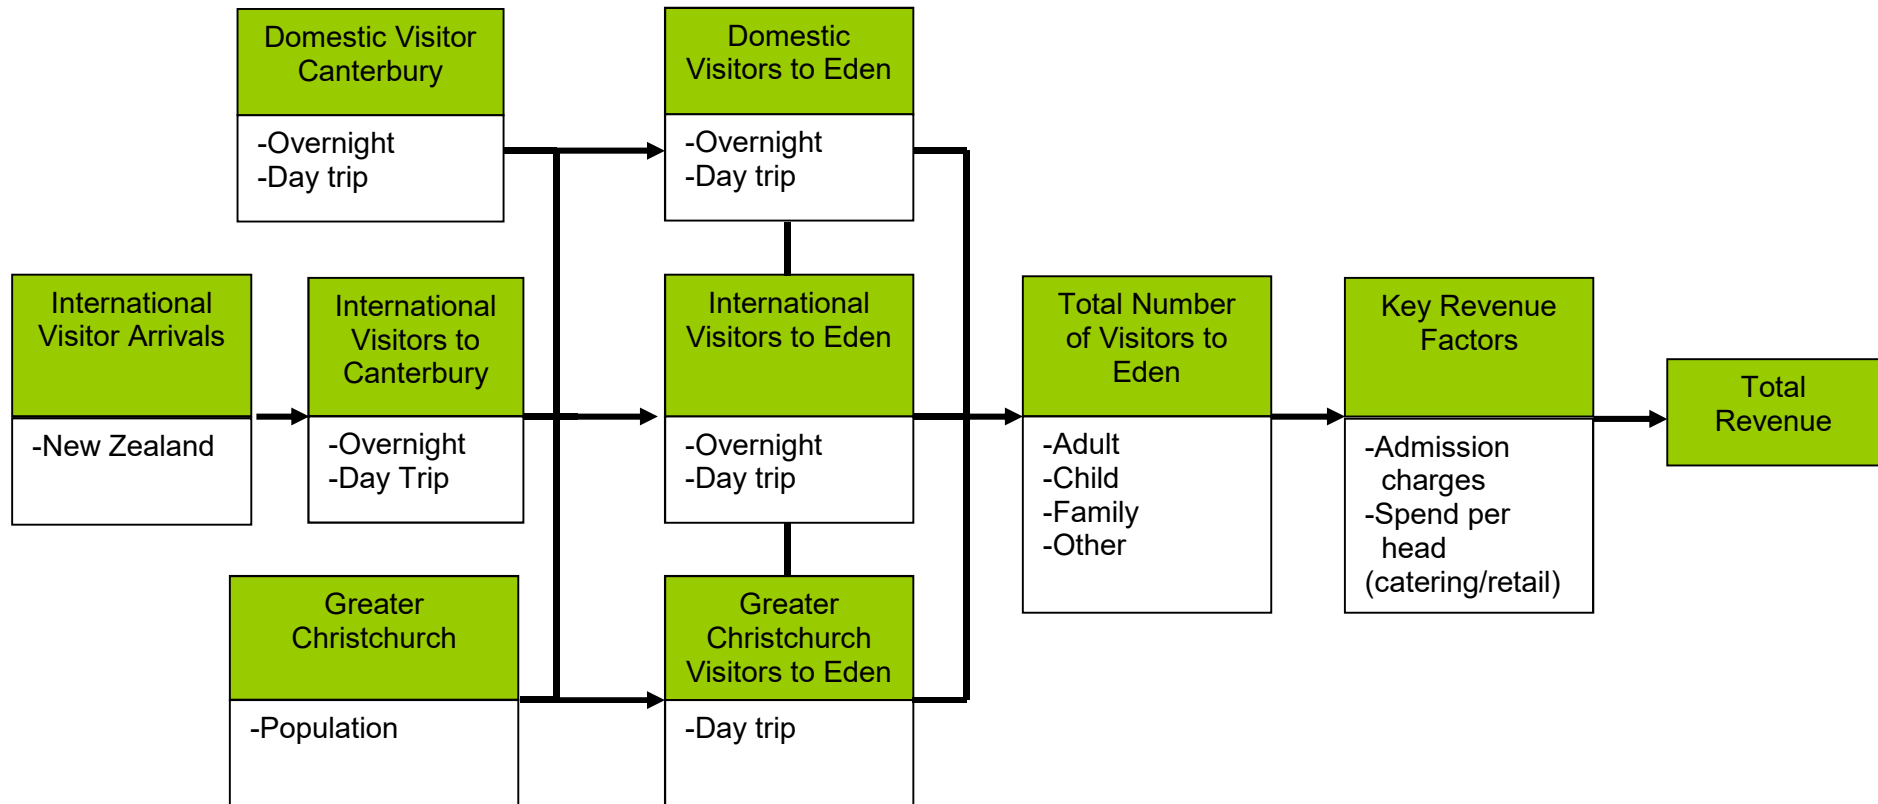 Domestic Visitor
Canterbury
-Overnight
-Day trip
Domestic
Visitors to Eden
-Overnight
-Day trip
International
Visitor Arrivals
-New Zealand
International
Visitors to
Canterbury
-Overnight
-Day Trip
International
Visitors to Eden
-Overnight
-Day trip
Total Number
of Visitors to
Eden
-Adult
-Child
-Family
-Other
Key Revenue
Factors
-Admission
charges
-Spend per
head
(catering/retail)
Total
Revenue
Greater
Christchurch
-Population
Greater
Christchurch
Visitors to Eden
-Day trip